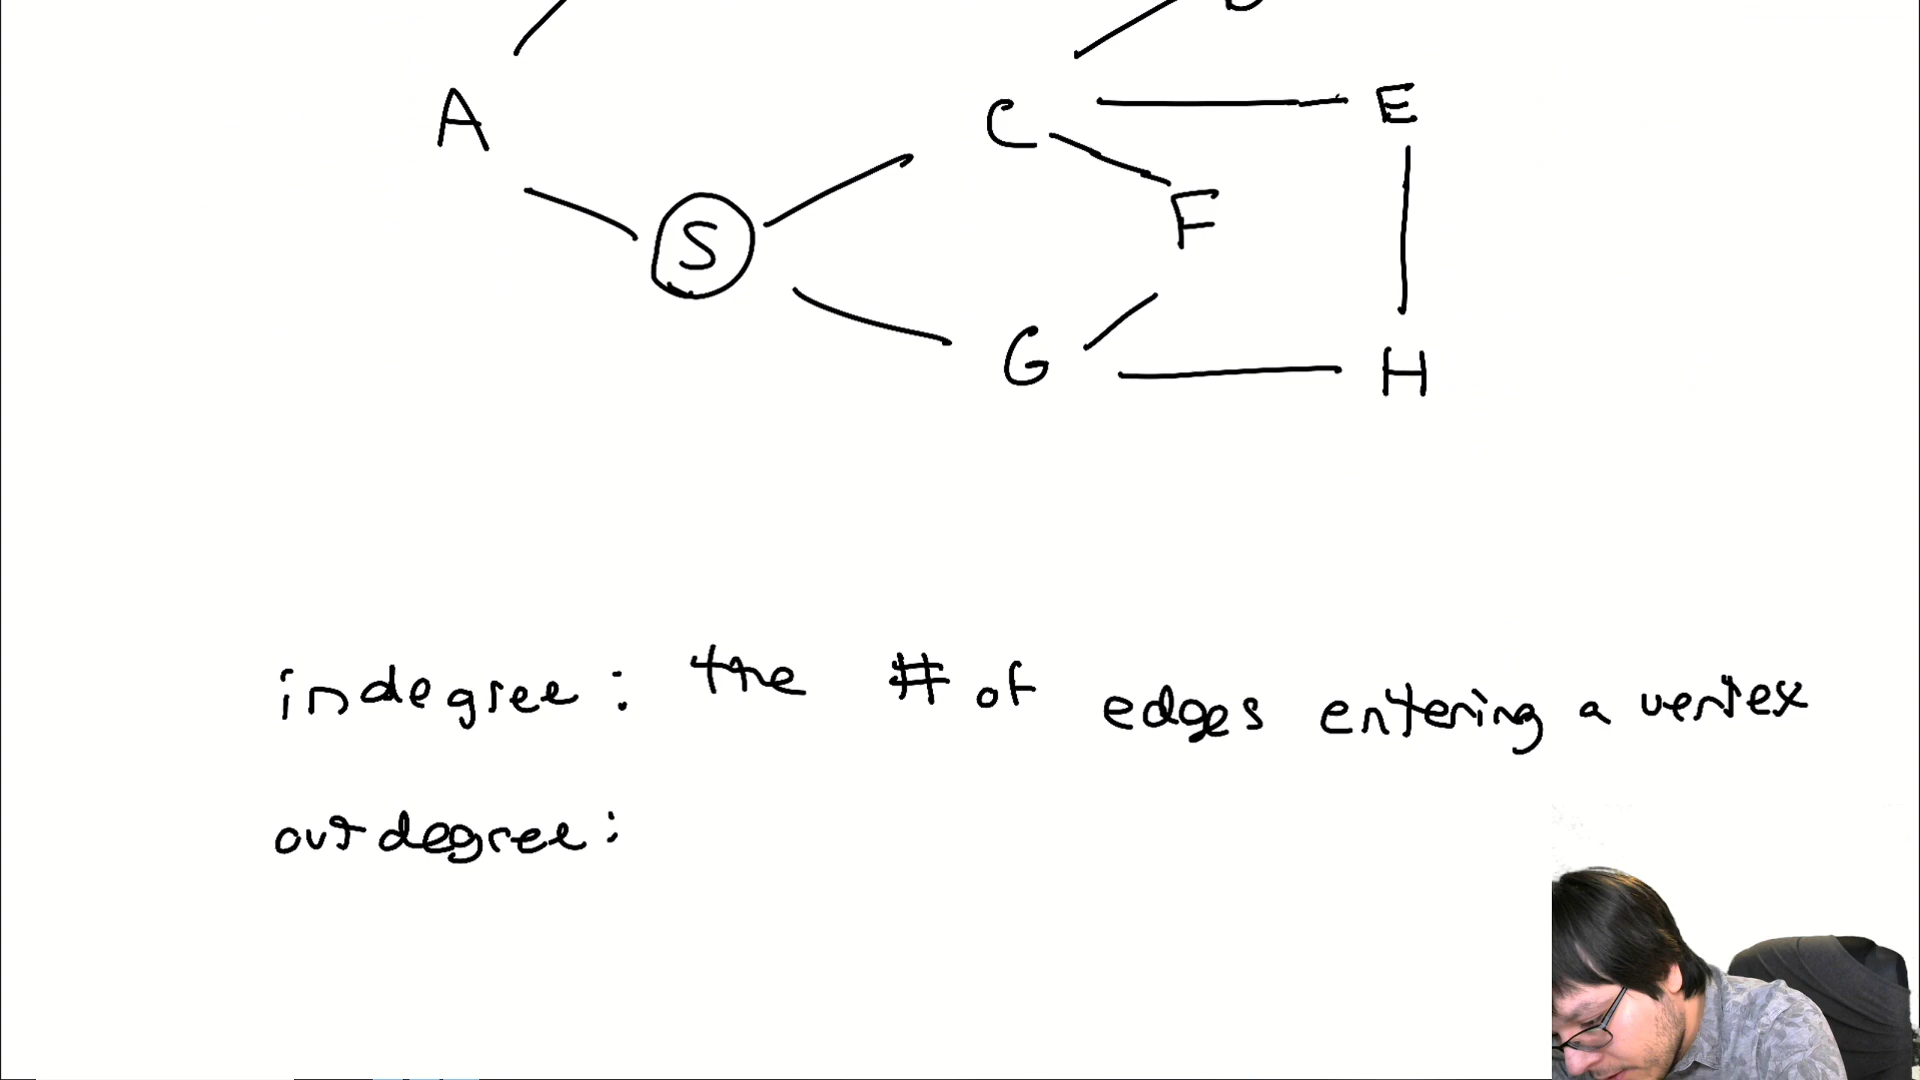 A
C
E
S
F
G
H
indegree: the # of edges entering a vertex
outdegree: